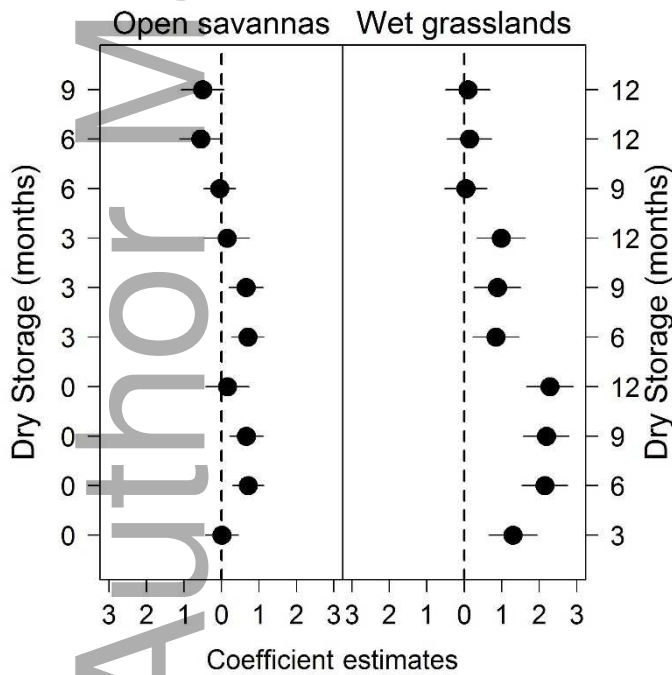 Open savannas Wet grasslands
9 12
6 12
6 9
3 12
3 9
3 6
0 12
0 9
0 6
0 3
3 2 1 0 1 2 3 3 2 1 0 1 2 3
Coefficient estimates
Dry Storage (months)
Dry Storage (months)
Author M